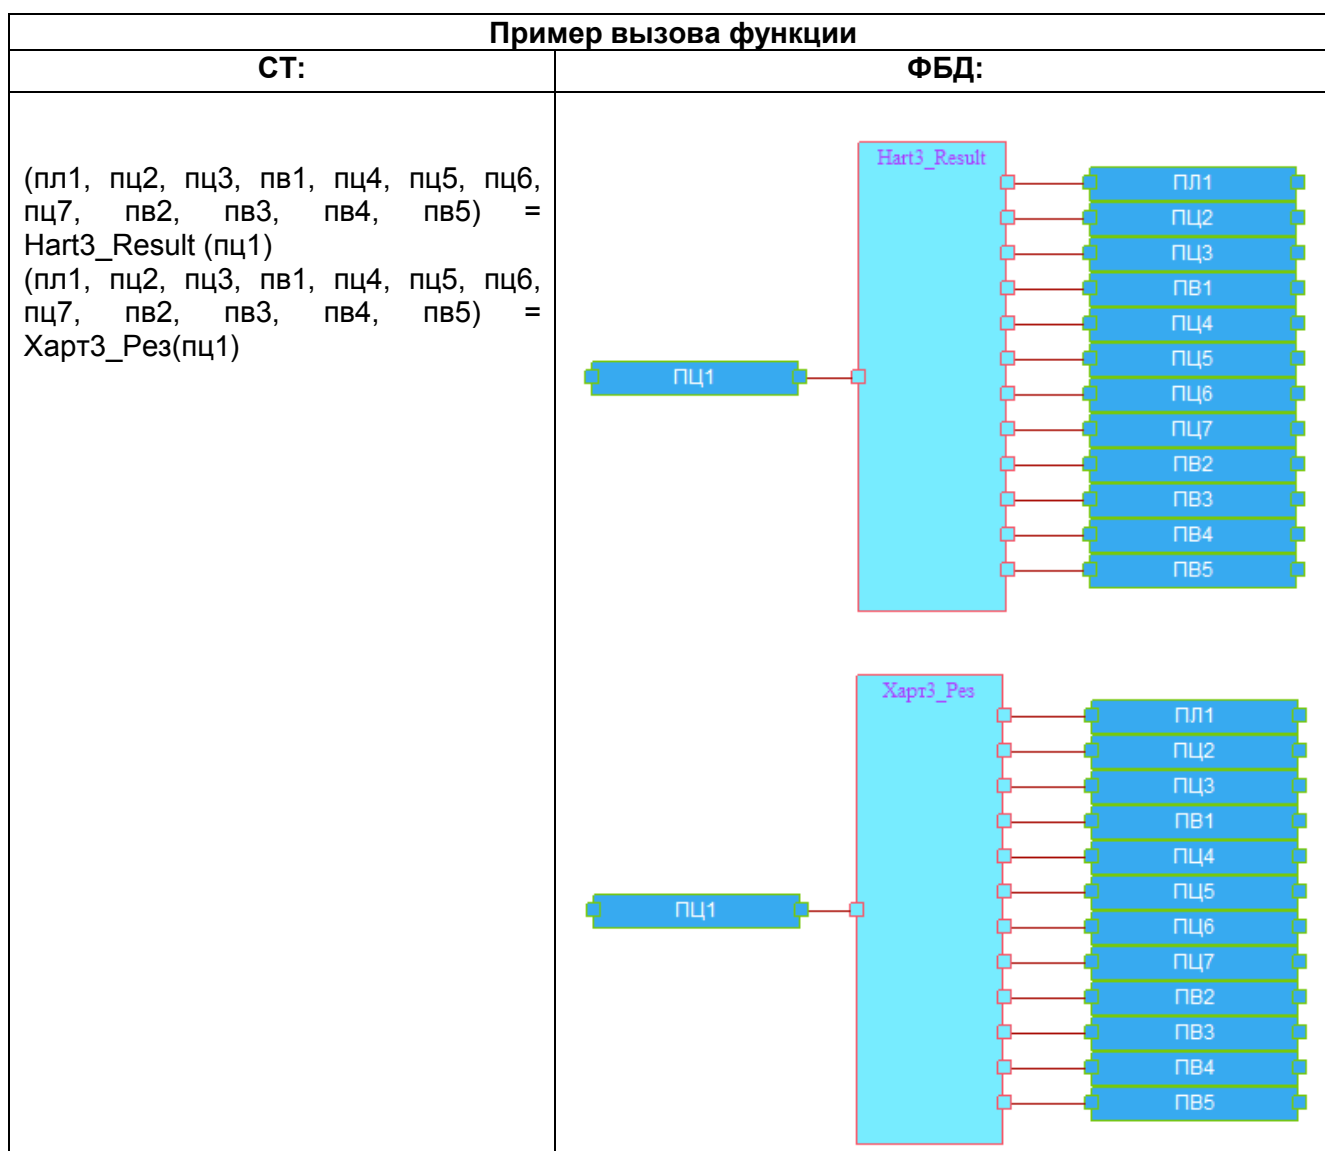 Пример вызова функции
СТ:
ФБД:
(пл1, пц2, пц3, пв1, пц4, пц5, пц6,
пц7, пв2, пв3, пв4, пв5) =
Hart3_Result (пц1)
(пл1, пц2, пц3, пв1, пц4, пц5, пц6,
пц7, пв2, пв3, пв4, пв5) =
Харт3_Рез(пц1)
Hart3_Result
ПЦ1
ПЛ1
ПЦ2
ПЦ3
ПВ1
ПЦ4
ПЦ5
ПЦ6
ПЦ7
ПВ2
ПВ3
ПВ4
ПВ5
Харт3_Рез
ПЦ1
ПЛ1
ПЦ2
ПЦ3
ПВ1
ПЦ4
ПЦ5
ПЦ6
ПЦ7
ПВ2
ПВ3
ПВ4
ПВ5